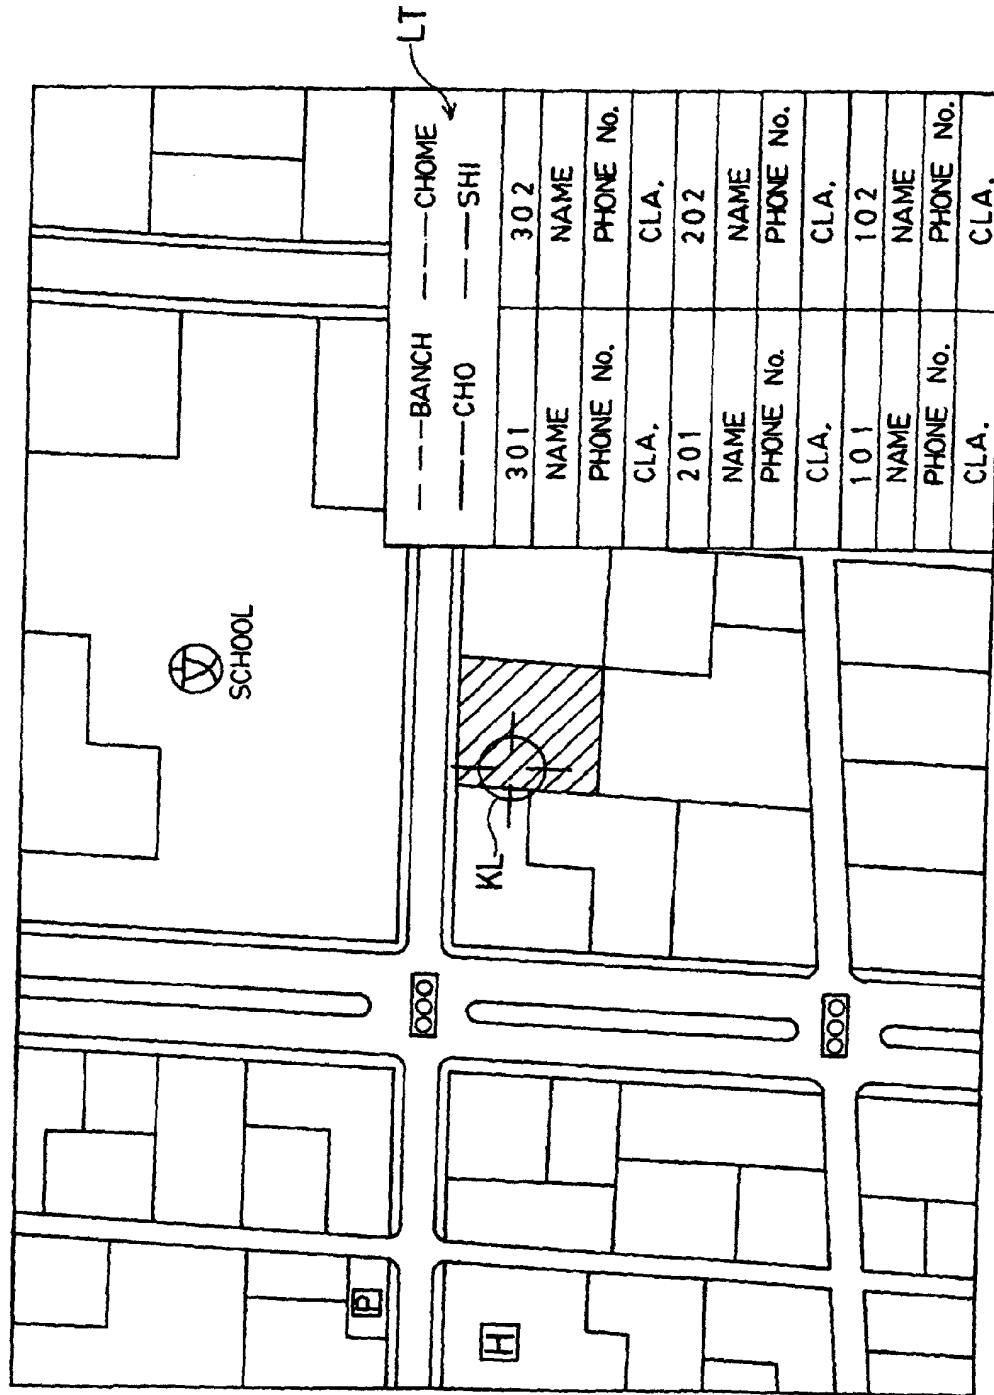 LT
— — — BANCH — — — CHOME
— — — CHO — — — SHI
301 302
NAME NAME
PHONE No. PHONE No.
CLA. CLA.
201 202
NAME NAME
PHONE No. PHONE No.
CLA. CLA.
101 102
NAME NAME
PHONE No. PHONE No.
CLA. CLA.
SCHOOL
KL
P
H